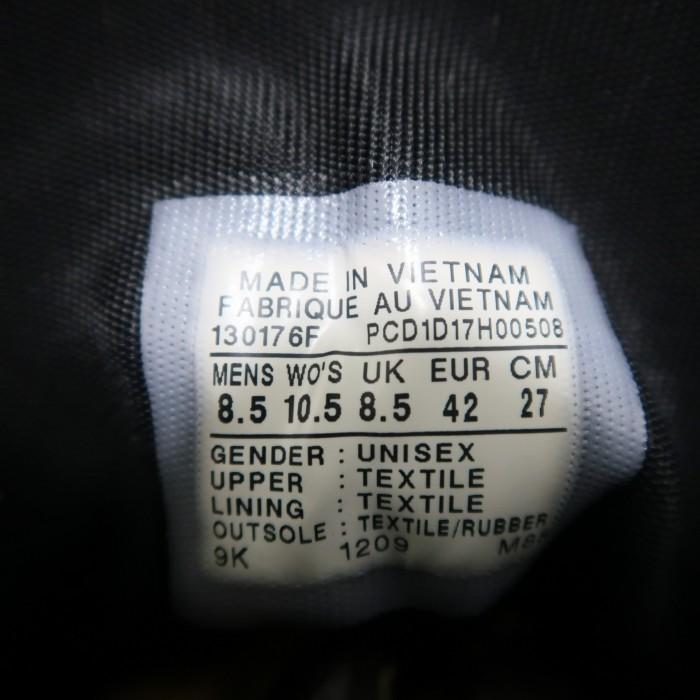 MADE IN VIETNAM
FABRIQUE AU VIETNAM
130176F PCD1D17H00508
MENS WO'S UK EUR CM
8.5 10.5 8.5 42 27
GENDER : UNISEX
UPPER : TEXTILE
LINING : TEXTILE
OUTSOLE : TEXTILE/RUBBER
9K 1209